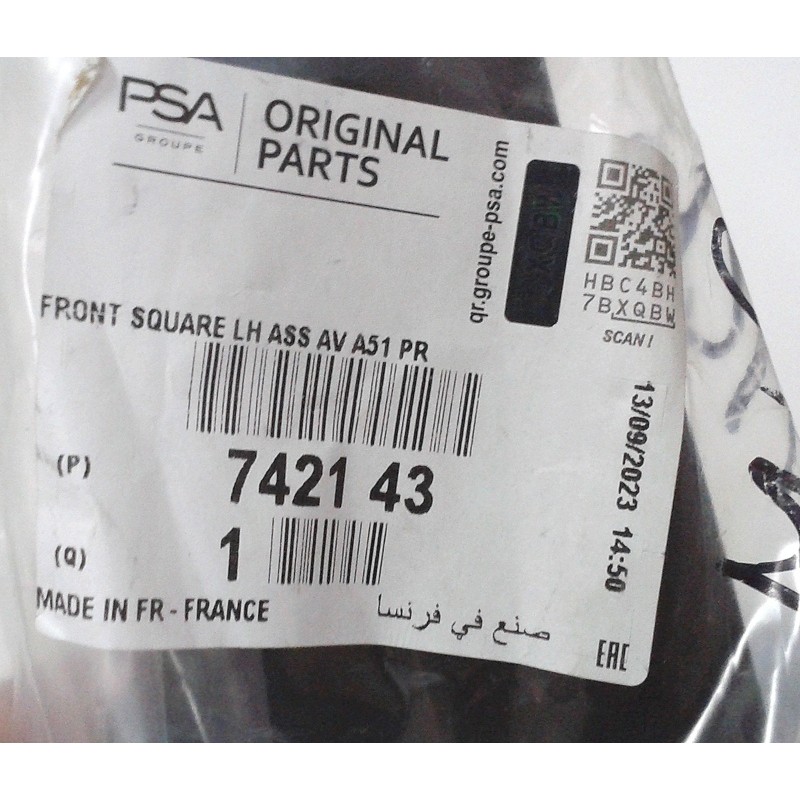 PSA
GROUPE
ORIGINAL
PARTS
qr.groupe-psa.com
XQBW
HBC4BH
7BXQBW
SCAN!
FRONT SQUARE LH ASS AV A51 PR
(P)
7421 43
(Q)
1
13/09/2023 14:50
MADE IN FR - FRANCE
صنع في فرنسا
EAC